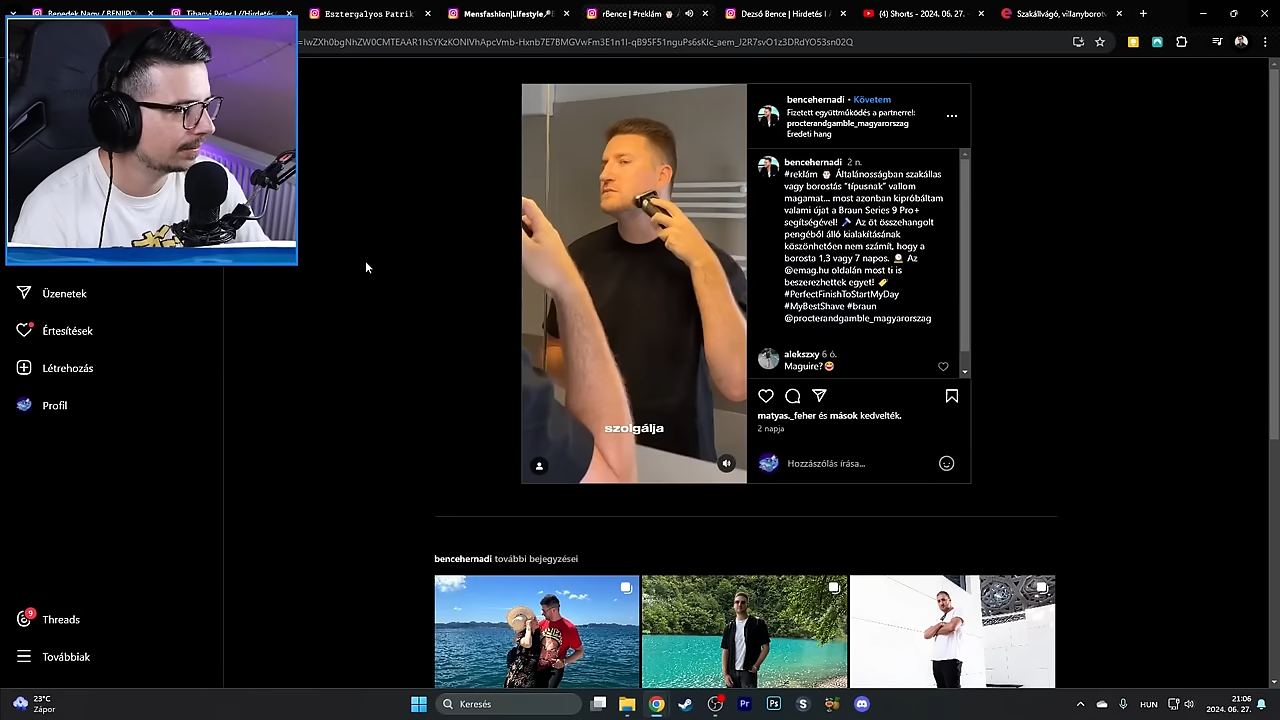 Benedek Nagy / BENIIPO
Tihanyi Péter | //Hirdetés
Esztergalyos Patrik
Mensfashion|Lifestyle
Bence | #reklám
Dezső Bence | Hirdetés | /
(4) Shorts - 2024. 06. 27. -
Szakállvágó, villanyborotv
bencehernadi • Követem
Fizetett együttműködés a partnerrel:
procterandgamble_magyarorszag
Eredeti hang
bencehernadi 2 n.
#reklám Általánosságban szakállas
vagy borostás "típusnak" vallom
magamat... most azonban kipróbáltam
valami újat a Braun Series 9 Pro+
segítségével! Az öt összehangolt
pengéből álló kialakításának
köszönhetően nem számít, hogy a
borosta 1,3 vagy 7 napos. Az
@emag.hu oldalán most ti is
beszerezhettek egyet!
#PerfectFinishToStartMyDay
#MyBestShave #braun
@procterandgamble_magyarorszag
alekszxy 6 ó.
Maguire?😂
szolgálja
matyas._feher és mások kedvelték.
2 napja
Hozzászólás írása...
Üzenetek
Értesítések
Létrehozás
Profil
9
Threads
Továbbiak
bencehernadi további bejegyzései
23°C
Zápor
Keresés
HUN
21:06
2024. 06. 27.